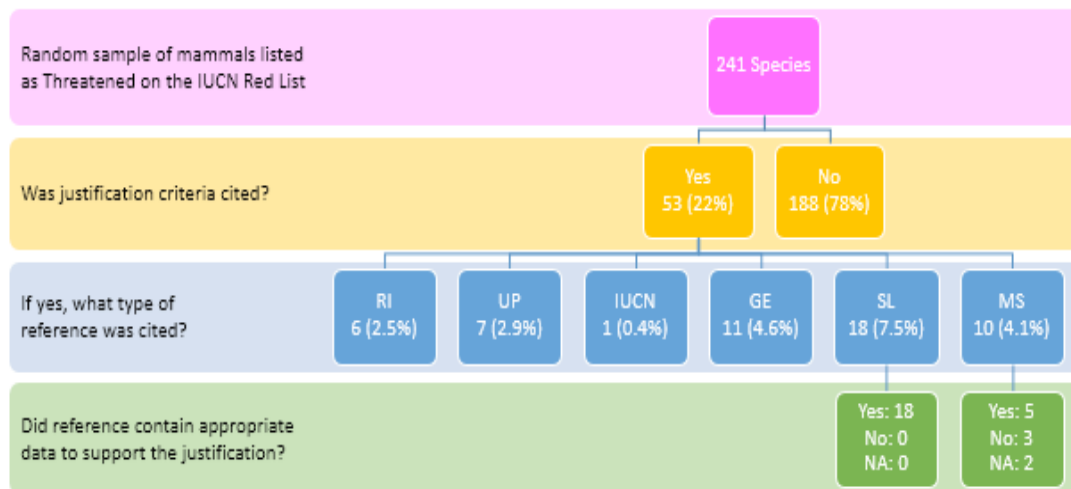 Random sample of mammals listed
as Threatened on the IUCN Red List
241 Species
Was justification criteria cited?
Yes
53 (22%)
No
188 (78%)
If yes, what type of
reference was cited?
RI
6 (2.5%)
UP
7 (2.9%)
IUCN
1 (0.4%)
GE
11 (4.6%)
SL
18 (7.5%)
MS
10 (4.1%)
Did reference contain appropriate
data to support the justification?
Yes: 18
No: 0
NA: 0
Yes: 5
No: 3
NA: 2